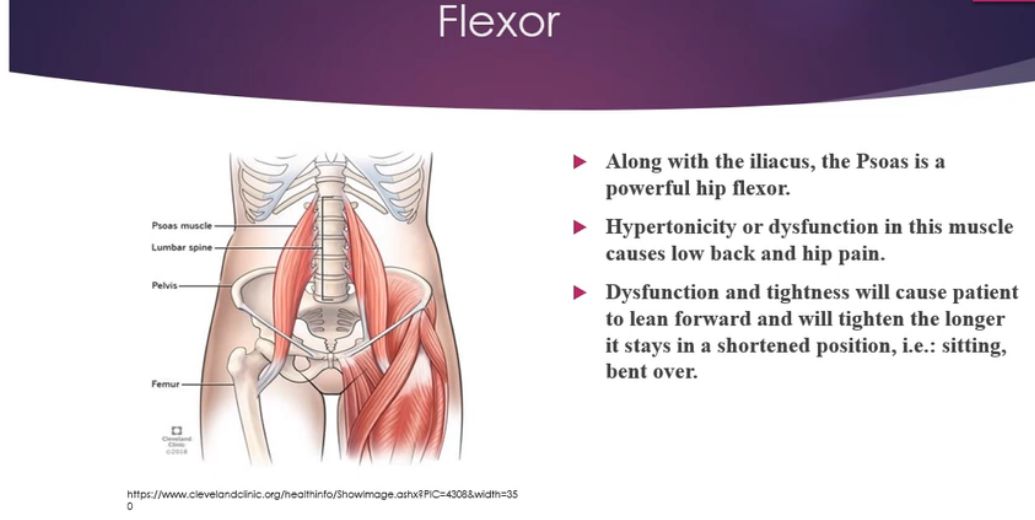 Flexor
Psoas muscle
Lumbar spine
Pelvis
Femur
Cleveland
Clinic
©2018
https://www.clevelandclinic.org/healthinfo/ShowImage.ashx?PIC=4308&width=35
0
Along with the iliacus, the Psoas is a
powerful hip flexor.
Hypertonicity or dysfunction in this muscle
causes low back and hip pain.
Dysfunction and tightness will cause patient
to lean forward and will tighten the longer
it stays in a shortened position, i.e.: sitting,
bent over.